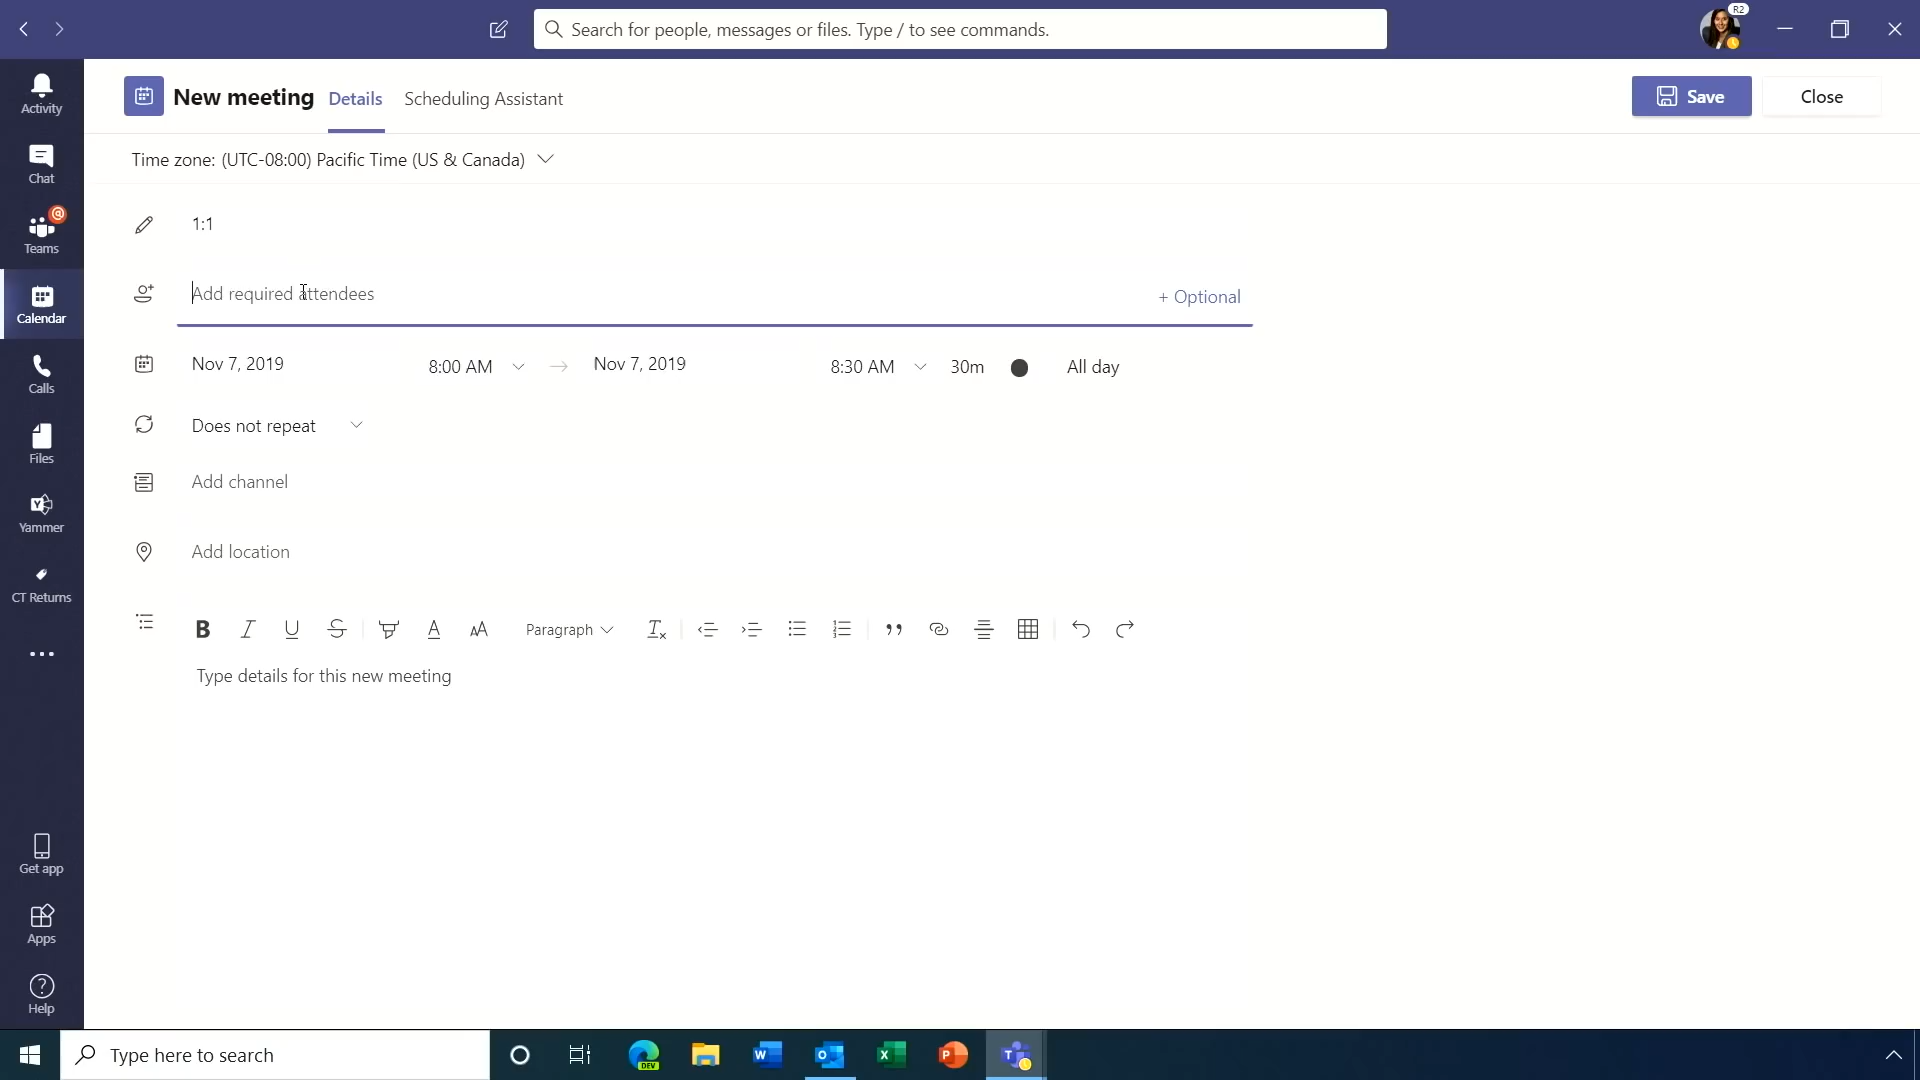 Search for people, messages or files. Type / to see commands.
R2
Activity
Chat
@
Teams
Calendar
Calls
Files
Yammer
CT Returns
Get app
Apps
Help
New meeting Details Scheduling Assistant
Save Close
Time zone: (UTC-08:00) Pacific Time (US & Canada)
1:1
Add required attendees + Optional
Nov 7, 2019 8:00 AM Nov 7, 2019 8:30 AM 30m All day
Does not repeat
Add channel
Add location
B I U S A AA Paragraph
Type details for this new meeting
Type here to search
DEV
W
O
X
P
T